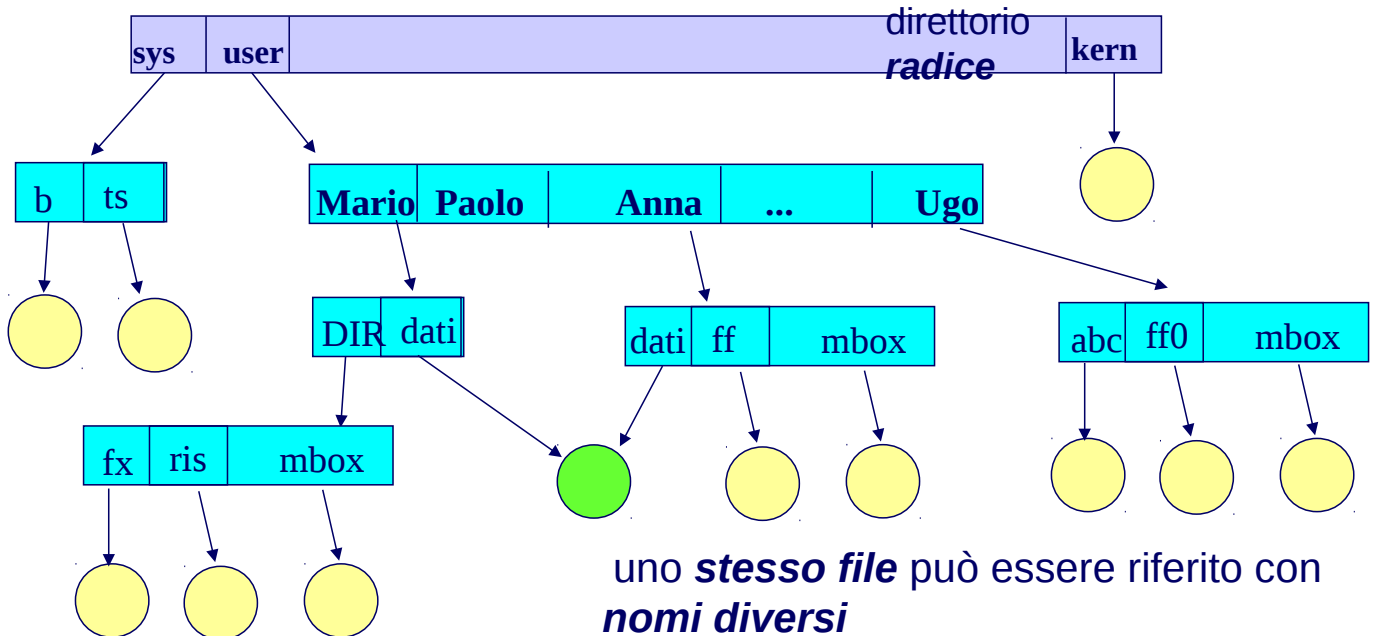 direttorio
radice
sys user kern
b ts
Mario Paolo Anna ... Ugo
DIR dati
dati ff mbox
abc ff0 mbox
fx ris mbox
uno stesso file può essere riferito con
nomi diversi